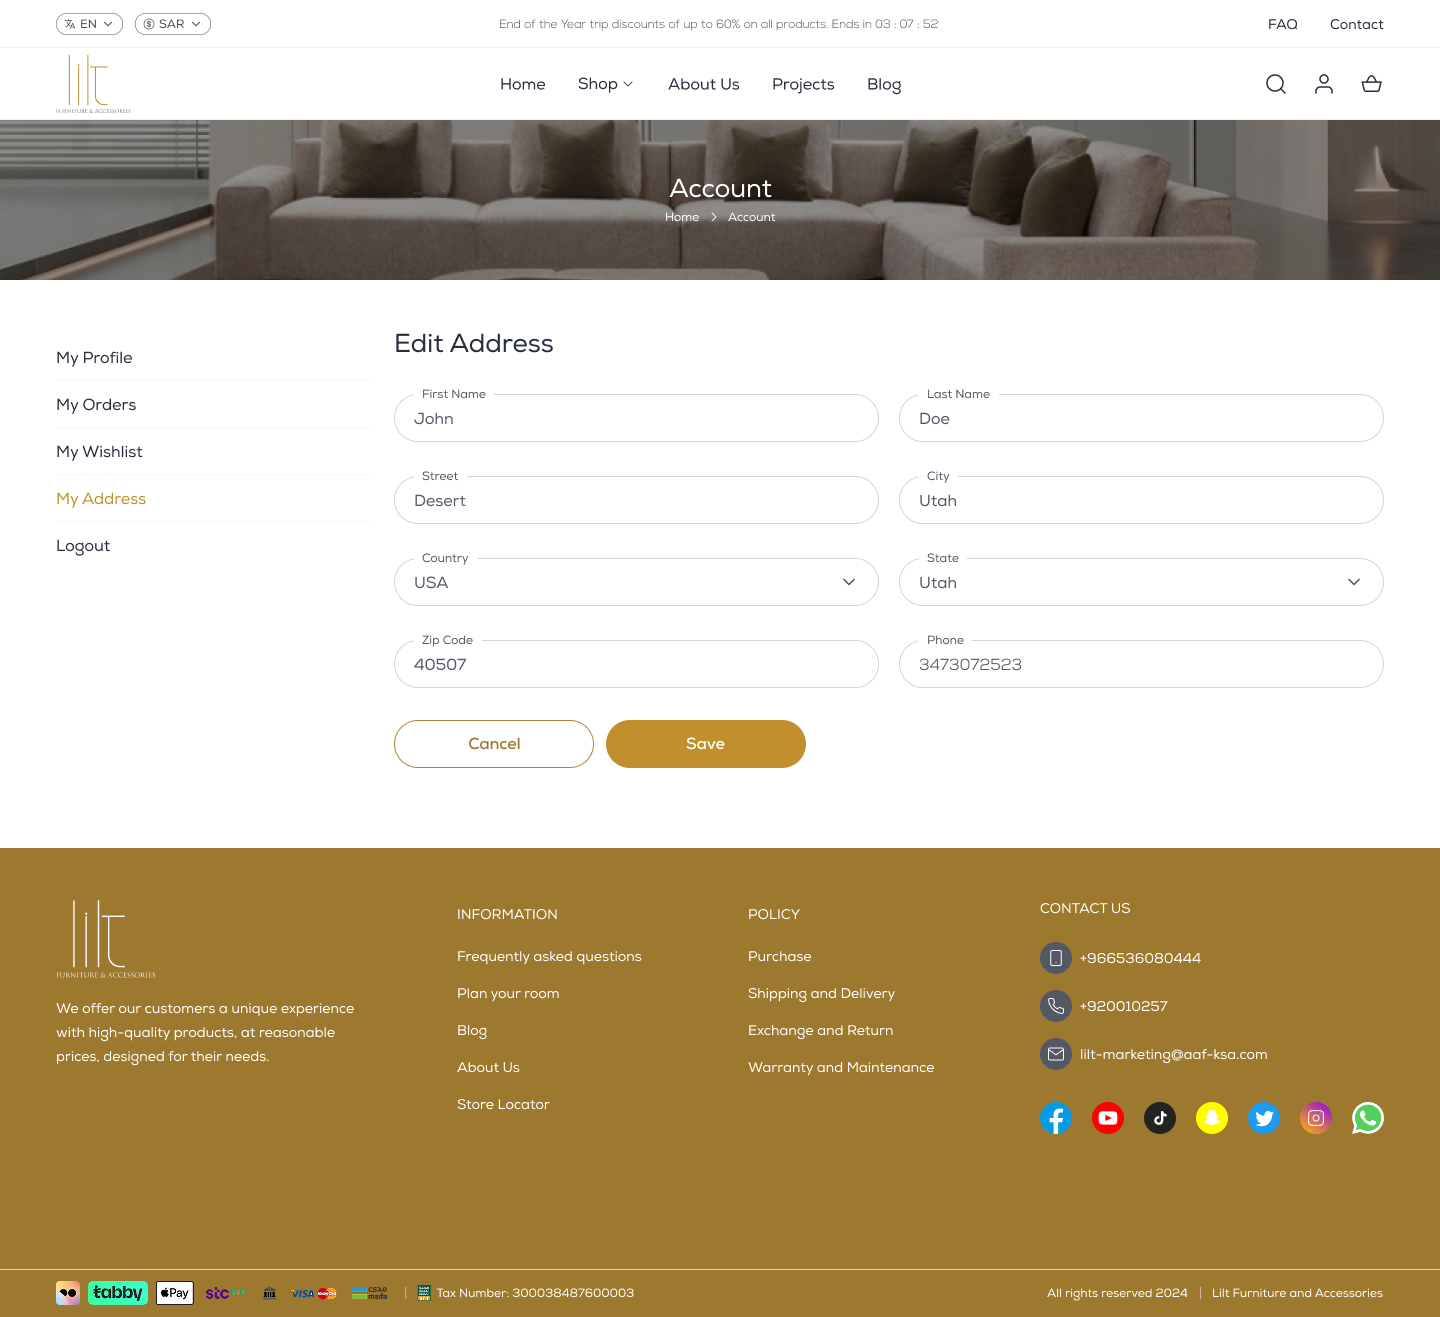 EN
SAR
End of the Year trip discounts of up to 60% on all products. Ends in 03 : 07 : 52
FAQ
Contact
lilt
FURNITURE & ACCESSORIES
Home
Shop
About Us
Projects
Blog
Account
Home
Account
My Profile
My Orders
My Wishlist
My Address
Logout
Edit Address
First Name
John
Last Name
Doe
Street
Desert
City
Utah
Country
USA
State
Utah
Zip Code
40507
Phone
3473072523
Cancel
Save
lilt
FURNITURE & ACCESSORIES
We offer our customers a unique experience
with high-quality products, at reasonable
prices, designed for their needs.
INFORMATION
Frequently asked questions
Plan your room
Blog
About Us
Store Locator
POLICY
Purchase
Shipping and Delivery
Exchange and Return
Warranty and Maintenance
CONTACT US
+966536080444
+920010257
lilt-marketing@aaf-ksa.com
tabby
Pay
stc pay
VISA
مدى
mada
Tax Number: 300038487600003
All rights reserved 2024
Lilt Furniture and Accessories